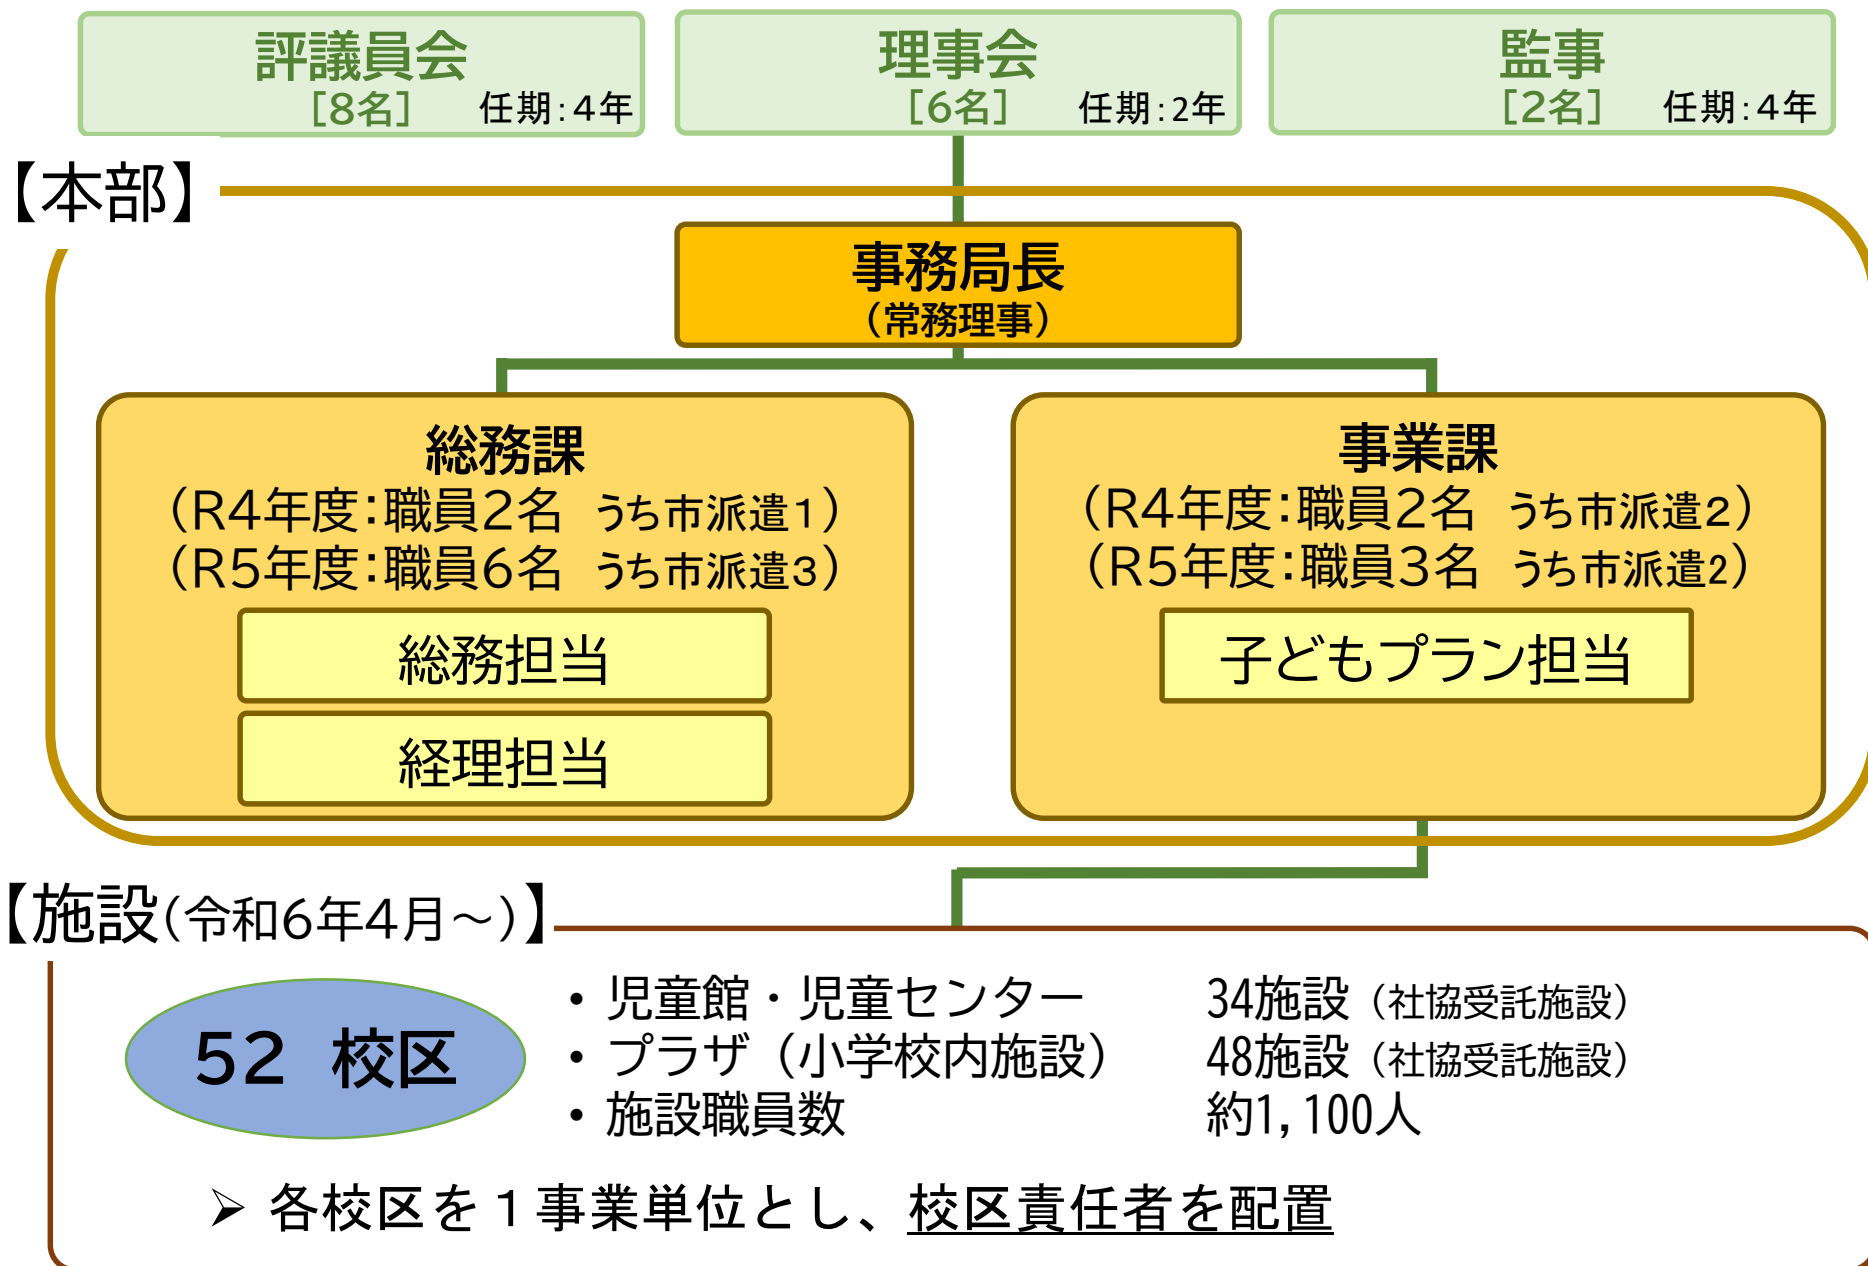 評議員会
[8名] 任期:4年
理事会
[6名] 任期:2年
監事
[2名] 任期:4年
【本部】
事務局長
(常務理事)
総務課
(R4年度:職員2名 うち市派遣1)
(R5年度:職員6名 うち市派遣3)
総務担当
経理担当
事業課
(R4年度:職員2名 うち市派遣2)
(R5年度:職員3名 うち市派遣2)
子どもプラン担当
【施設(令和6年4月～)】
52 校区
・児童館・児童センター 34施設(社協受託施設)
・プラザ(小学校内施設) 48施設(社協受託施設)
・施設職員数 約1,100人
➢ 各校区を1事業単位とし、校区責任者を配置